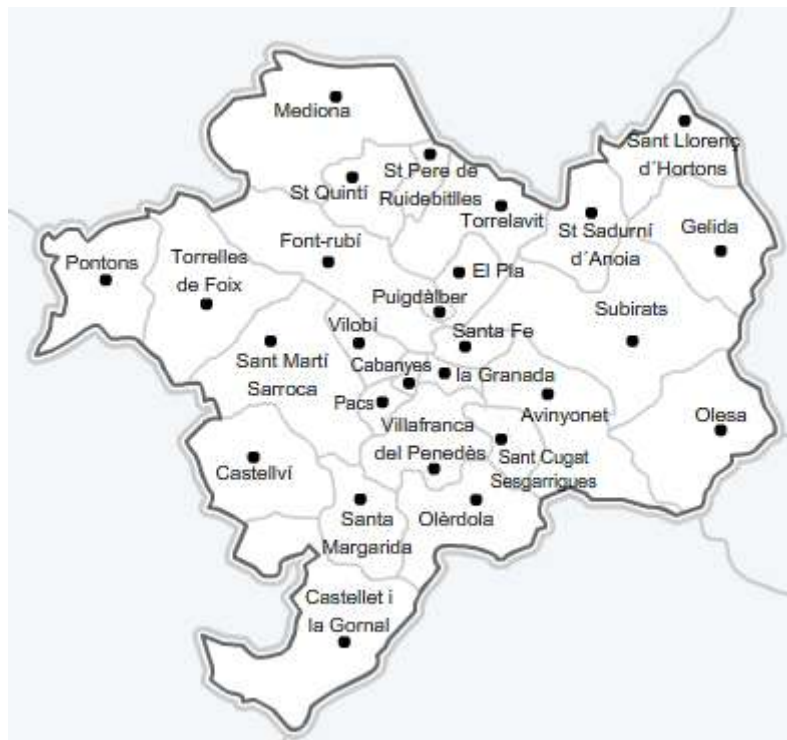 Mediona
Sant Llorenç
d´Hortons
St Pere de
Ruidebitlles
St Quintí
Torrelavit
St Sadurní
d´Anoia
Gelida
Font-rubí
Torrelles
de Foix
Pontons
El Pla
Puigdàlber
Subirats
Vilobí
Santa Fe
Sant Martí
Sarroca
Cabanyes
la Granada
Pacs
Avinyonet
Olesa
Villafranca
del Penedès
Sant Cugat
Sesgarrigues
Castellví
Santa
Margarida
Olèrdola
Castellet i
la Gornal